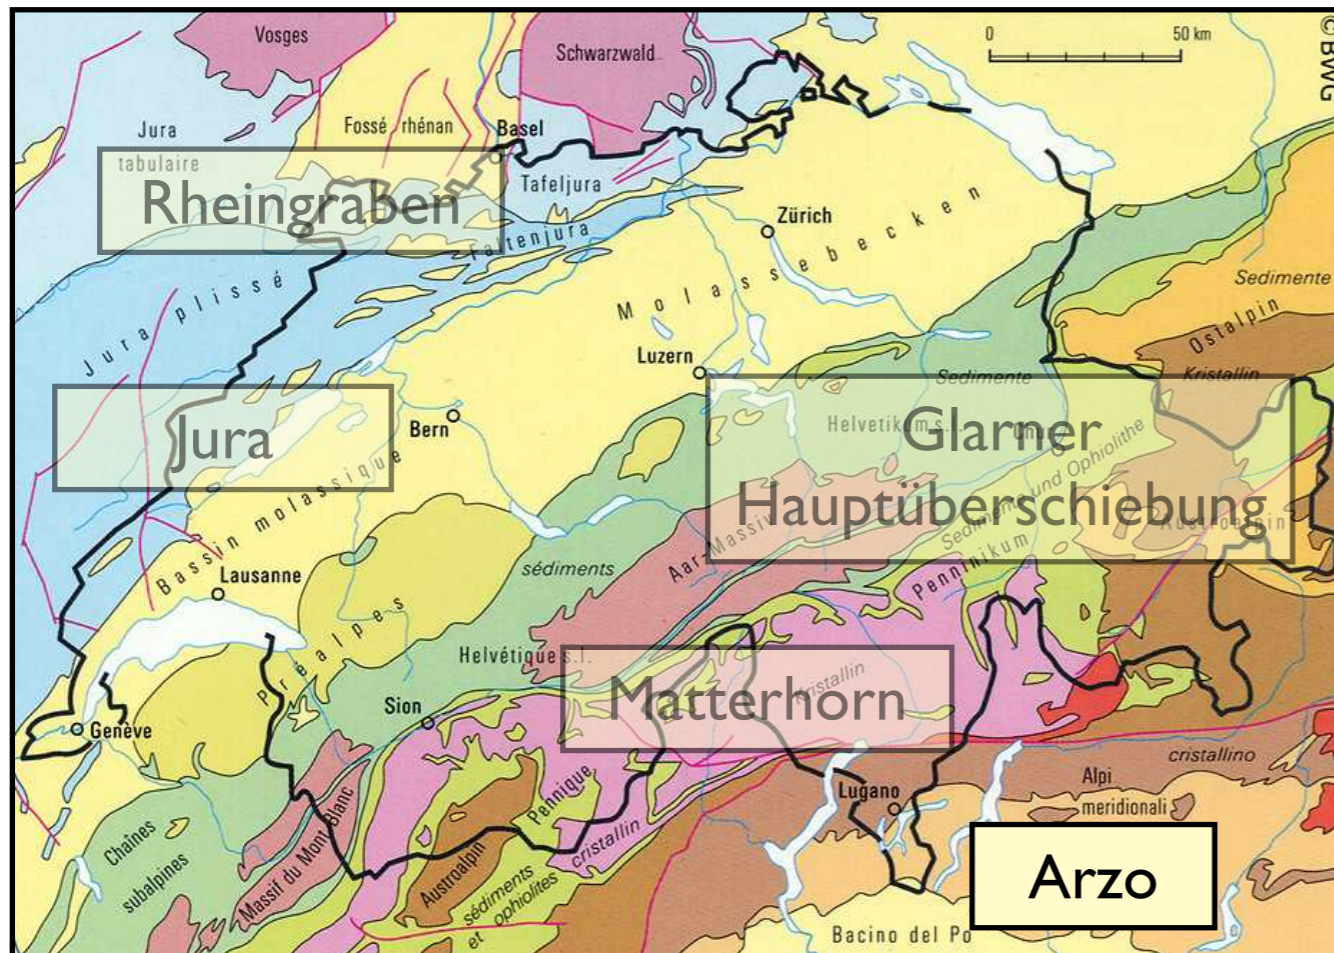 Vosges
Schwarzwald
0
50 km
© BWG
Jura
tabulaire
Fossé rhénan
Basel
Tafeljura
Rheingraben
Faltenjura
Zürich
Molassebecken
Sedimente
Ostalpin
Kristallin
Jura plissé
Luzern
Sedimente
Jura
Bern
Helvetikum s.l.
Chur
Glarner
Hauptüberschiebung
Sedimente und Ophiolithe
Austroalpin
Bassin molassique
Aar-Massiv
Penninikum
Lausanne
séditments
Préalpes
Helvétique s.l.
Kristallin
Matterhorn
Sion
Genève
cristallino
Alpi
meridionali
Lugano
Pennique
cristallin
Chaînes
subalpines
Massif du Mont Blanc
Austroalpin
sédiments
et ophiolites
Arzo
Bacino del Po